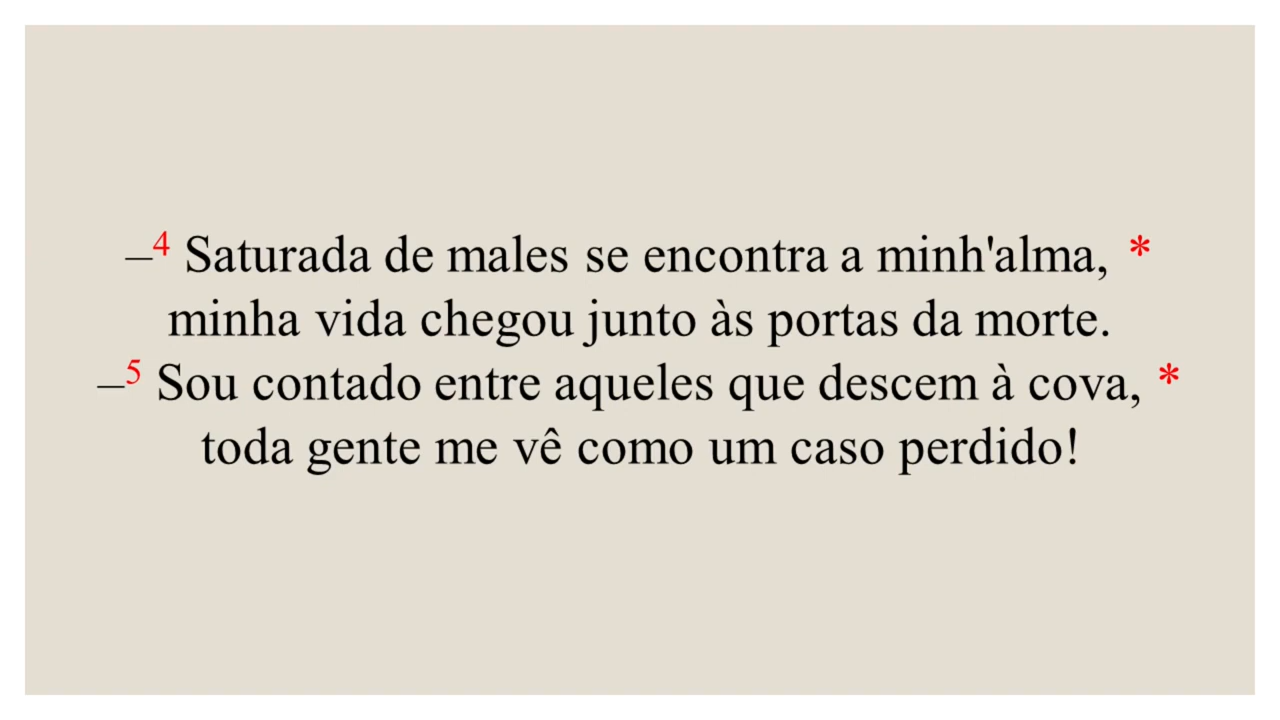 –4 Saturada de males se encontra a minh'alma, *
minha vida chegou junto às portas da morte.
–5 Sou contado entre aqueles que descem à cova, *
toda gente me vê como um caso perdido!